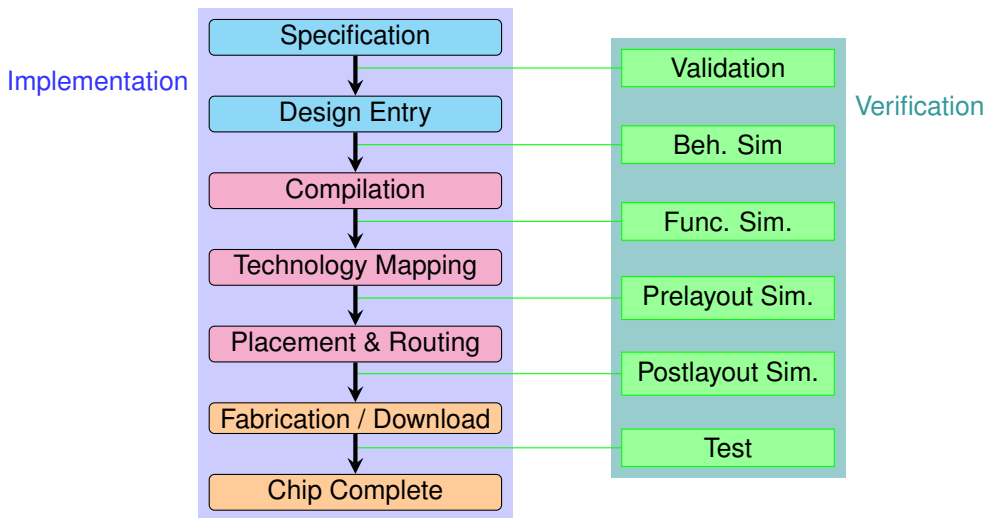 Specification
Validation
Implementation
Design Entry
Verification
Beh. Sim
Compilation
Func. Sim.
Technology Mapping
Prelayout Sim.
Placement & Routing
Postlayout Sim.
Fabrication / Download
Test
Chip Complete